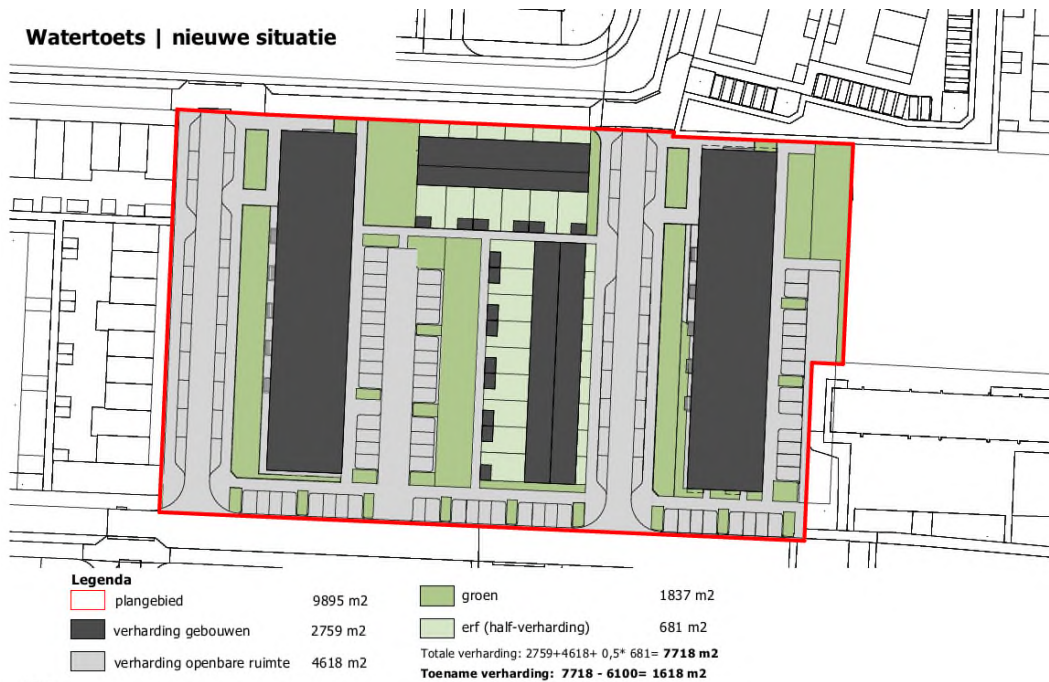 Watertoets | nieuwe situatie
Legenda
plangebied 9895 m2
verharding gebouwen 2759 m2
verharding openbare ruimte 4618 m2
groen 1837 m2
erf (half-verharding) 681 m2
Totale verharding: 2759+4618+ 0,5* 681= 7718 m2
Toename verharding: 7718 - 6100= 1618 m2